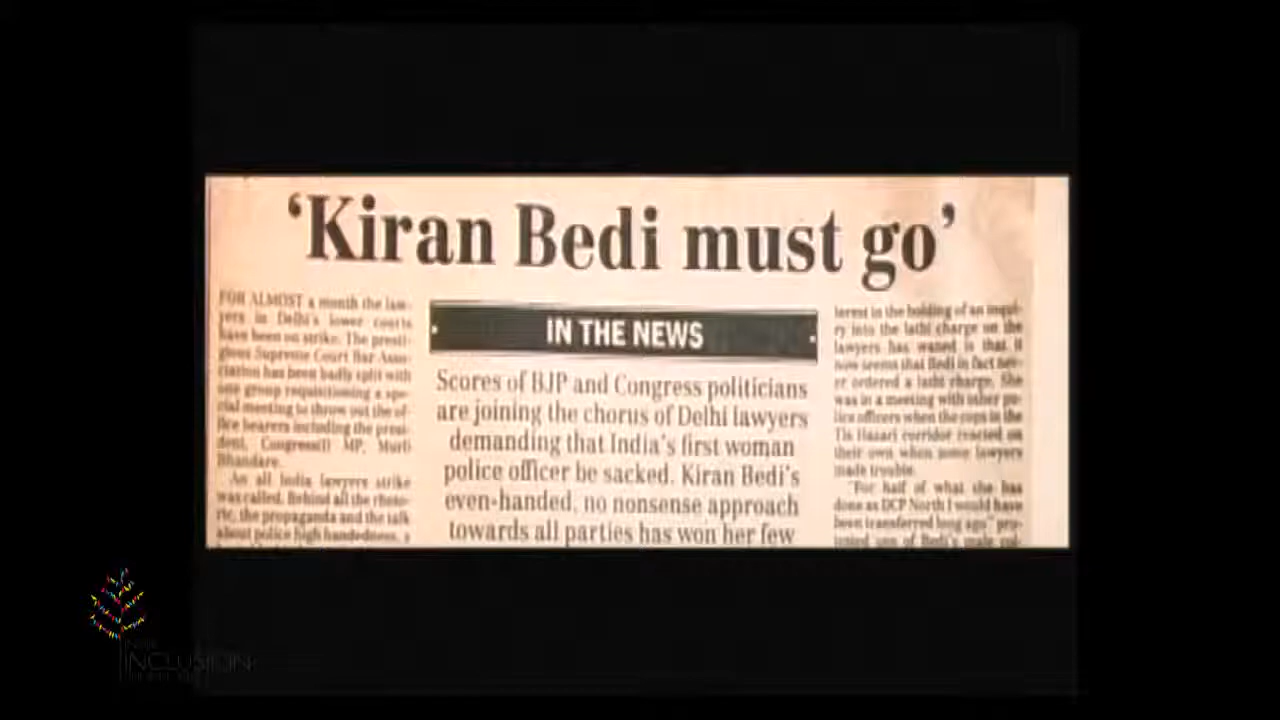 ‘Kiran Bedi must go’
FOR ALMOST a month the law-
yers in Delhi's lower courts
have been on strike. The presti-
gious Supreme Court Bar Asso-
ciation has been badly split with
one group requisitioning a spe-
cial meeting to throw out the of-
fice bearers including the presi-
dent, Congress(I) MP, Murli
Bhandare.
An all India lawyers strike
was called. Behind all the rheto-
ric, the propaganda and the talk
about police high handedness, a
IN THE NEWS
Scores of BJP and Congress politicians
are joining the chorus of Delhi lawyers
demanding that India's first woman
police officer be sacked. Kiran Bedi's
even-handed, no nonsense approach
towards all parties has won her few
terest in the holding of an inqui-
ry into the lathi charge on the
lawyers has waned is that it
now seems that Bedi in fact nev-
er ordered a lathi charge. She
was in a meeting with other po-
lice officers when the cops in the
Tis Hazari corridor reacted on
their own when some lawyers
made trouble.
"For half of what she has
done as DCP North I would have
been transferred long ago" pro-
tested one of Bedi's male col-
INCLUSION